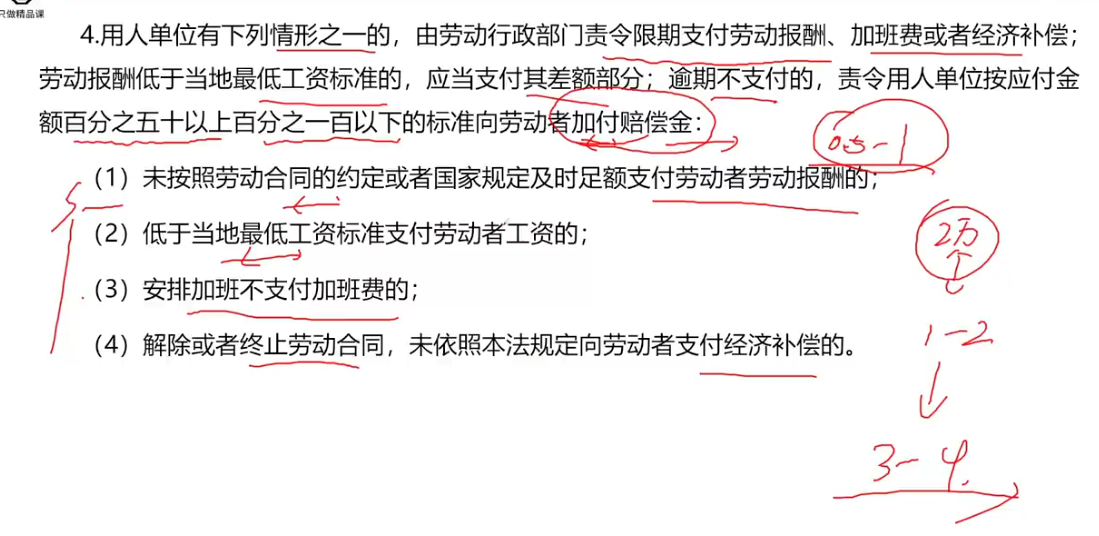 只做精品课
4.用人单位有下列情形之一的，由劳动行政部门责令限期支付劳动报酬、加班费或者经济补偿；
劳动报酬低于当地最低工资标准的，应当支付其差额部分；逾期不支付的，责令用人单位按应付金
额百分之五十以上百分之一百以下的标准向劳动者加付赔偿金：
0.5-1
（1）未按照劳动合同的约定或者国家规定及时足额支付劳动者劳动报酬的；
（2）低于当地最低工资标准支付劳动者工资的；
2万
（3）安排加班不支付加班费的；
1-2
（4）解除或者终止劳动合同，未依照本法规定向劳动者支付经济补偿的。
3-4